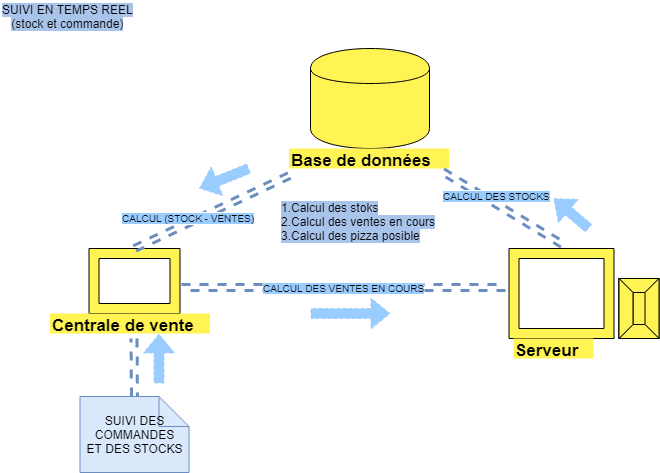 SUIVI EN TEMPS REEL
(stock et commande)
Base de données
CALCUL (STOCK - VENTES)
CALCUL DES STOCKS
1.Calcul des stoks
2.Calcul des ventes en cours
3.Calcul des pizza posible
CALCUL DES VENTES EN COURS
Centrale de vente
Serveur
SUIVI DES
COMMANDES
ET DES STOCKS